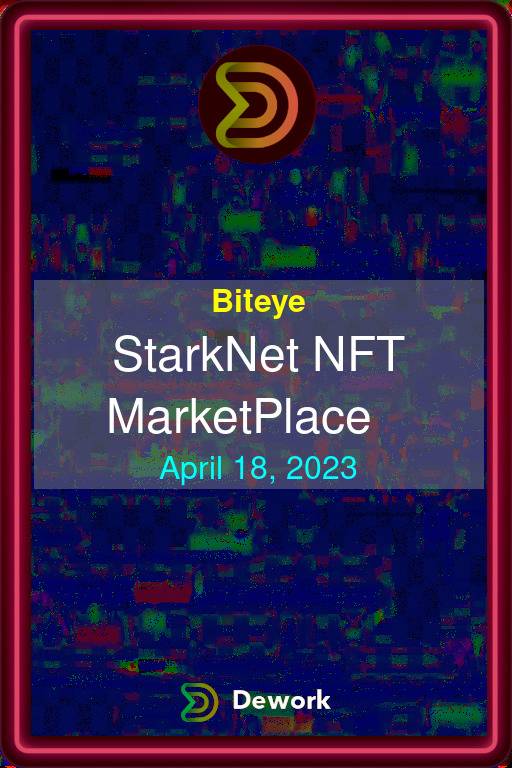 Biteye
StarkNet NFT
MarketPlace
April 18, 2023
Dework